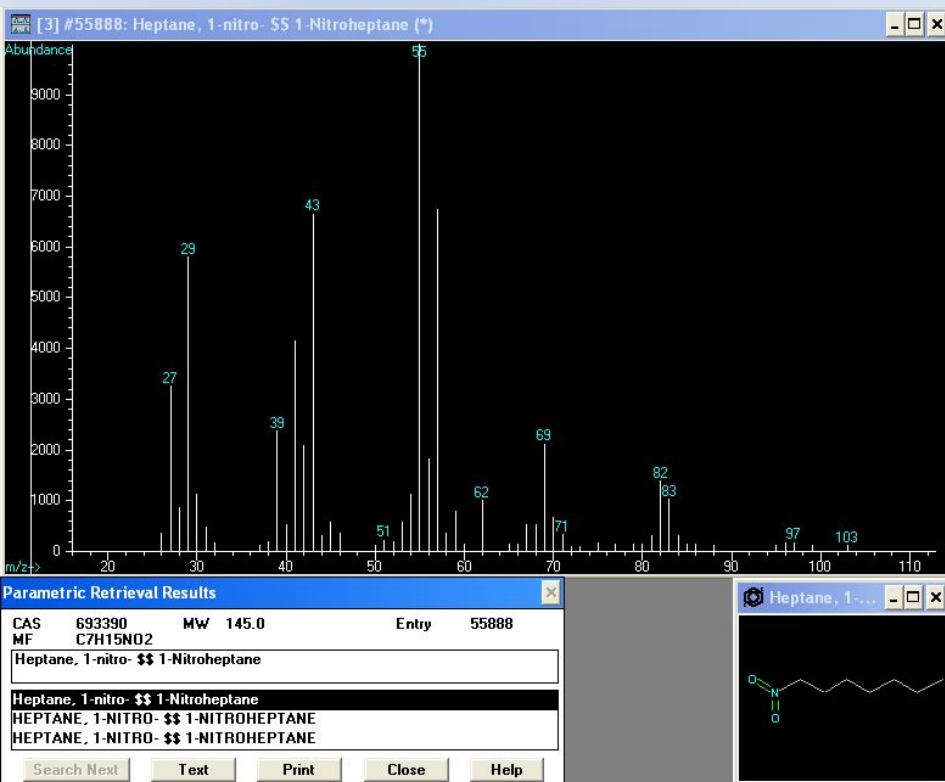 [3] #55888: Heptane, 1-nitro- $$ 1-Nitroheptane (*)
Abundance
55
9000
8000
7000
43
6000
29
5000
4000
27
3000
39
2000
69
82
62
83
1000
51
71
97
103
0
m/z->
20 30 40 50 60 70 80 90 100 110
Parametric Retrieval Results
CAS 693390 MW 145.0 Entry 55888
MF C7H15NO2
Heptane, 1-nitro- $$ 1-Nitroheptane
Heptane, 1-nitro- $$ 1-Nitroheptane
HEPTANE, 1-NITRO- $$ 1-NITROHEPTANE
HEPTANE, 1-NITRO- $$ 1-NITROHEPTANE
Search Next Text Print Close Help
Heptane, 1-...
O
N
O